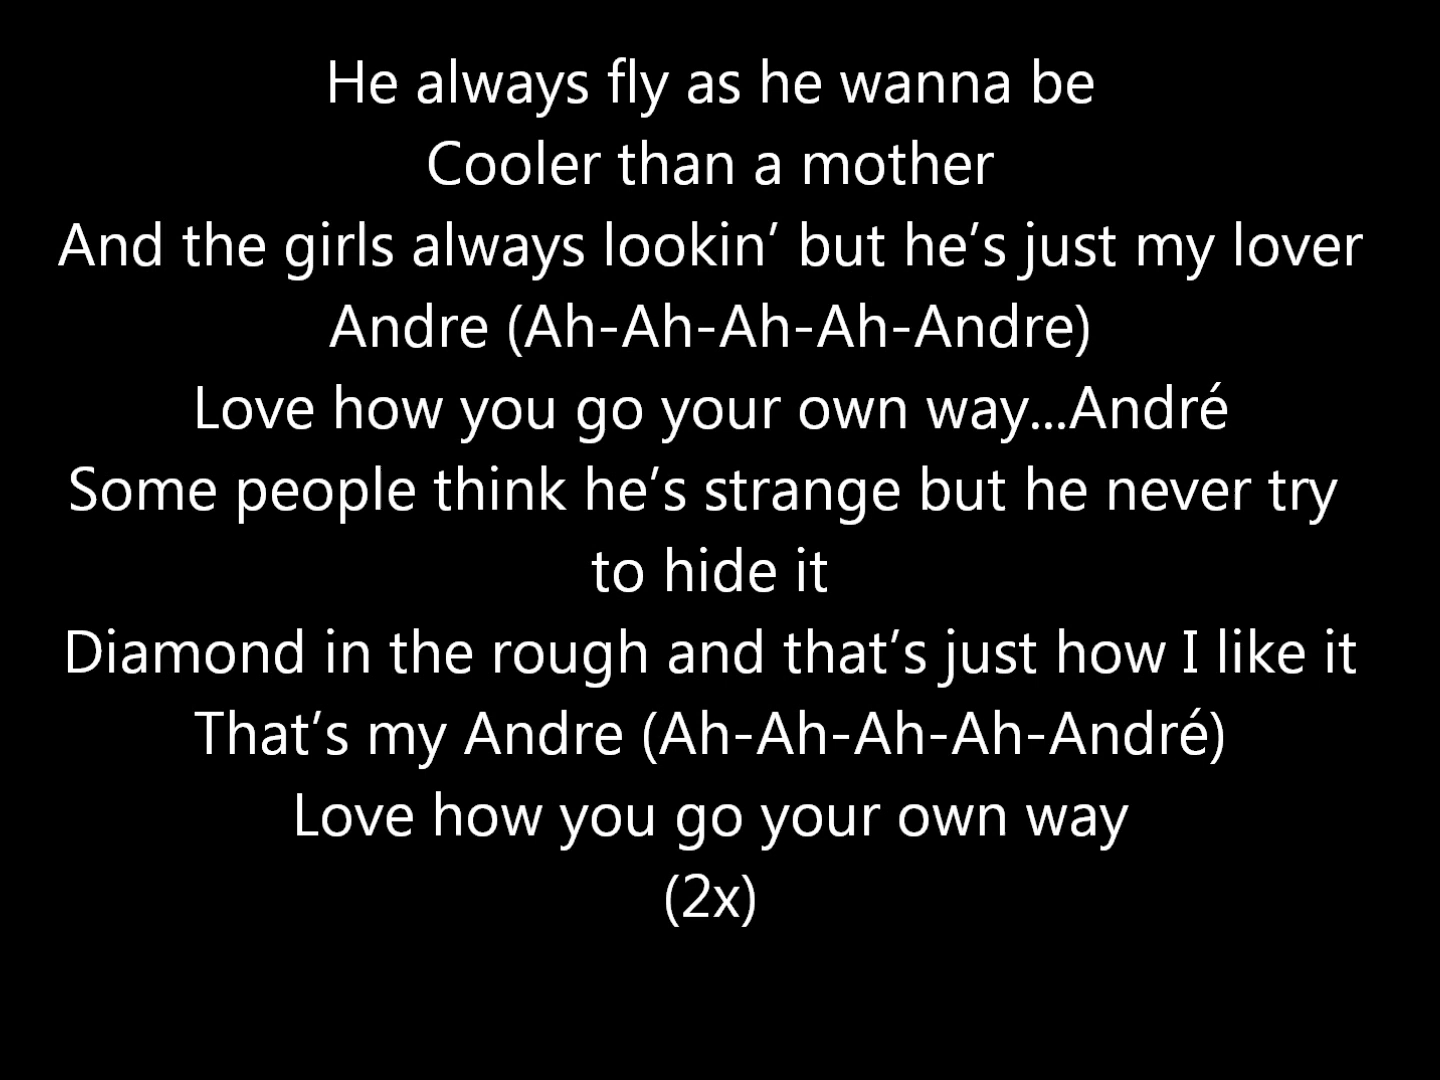 He always fly as he wanna be
Cooler than a mother
And the girls always lookin’ but he’s just my lover
Andre (Ah-Ah-Ah-Ah-Andre)
Love how you go your own way...André
Some people think he’s strange but he never try
to hide it
Diamond in the rough and that’s just how I like it
That’s my Andre (Ah-Ah-Ah-Ah-André)
Love how you go your own way
(2x)